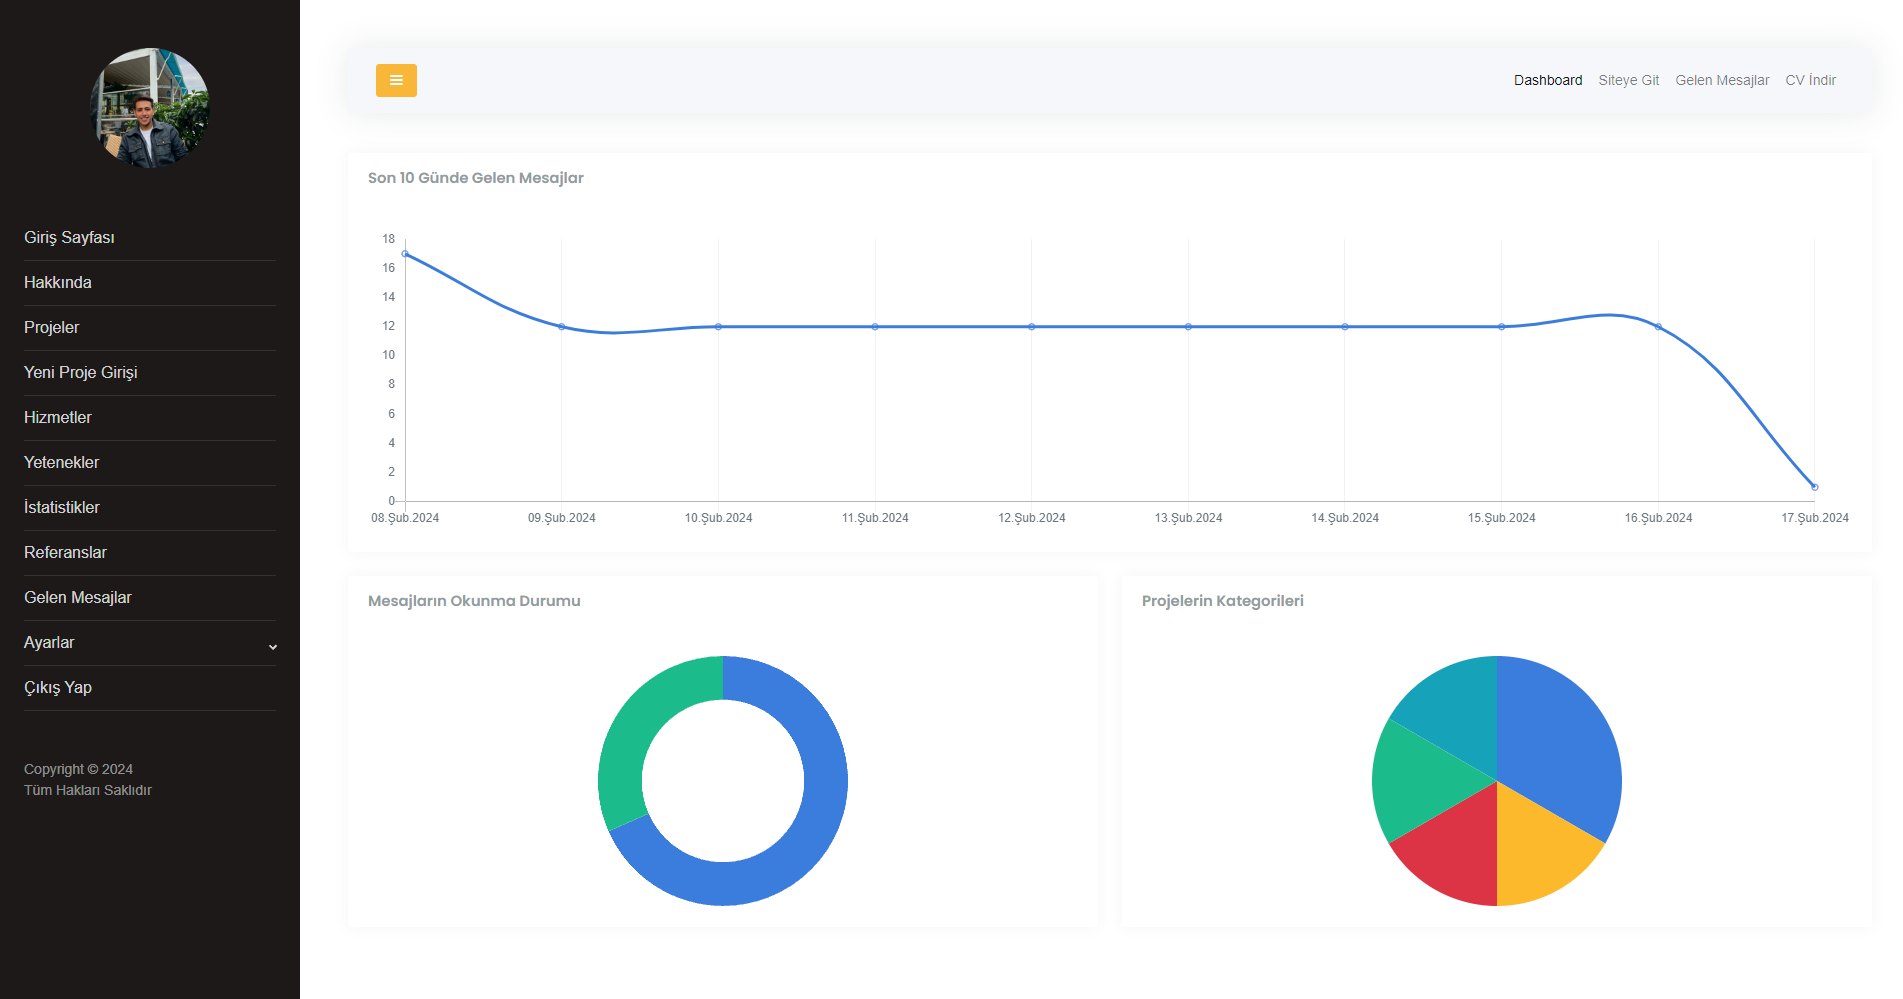 Giriş Sayfası
Hakkında
Projeler
Yeni Proje Girişi
Hizmetler
Yetenekler
İstatistikler
Referanslar
Gelen Mesajlar
Ayarlar
Çıkış Yap
Copyright © 2024
Tüm Hakları Saklıdır
Dashboard Siteye Git Gelen Mesajlar CV İndir
Son 10 Günde Gelen Mesajlar
18
16
14
12
10
8
6
4
2
0
08.Şub.2024 09.Şub.2024 10.Şub.2024 11.Şub.2024 12.Şub.2024 13.Şub.2024 14.Şub.2024 15.Şub.2024 16.Şub.2024 17.Şub.2024
Mesajların Okunma Durumu
Projelerin Kategorileri